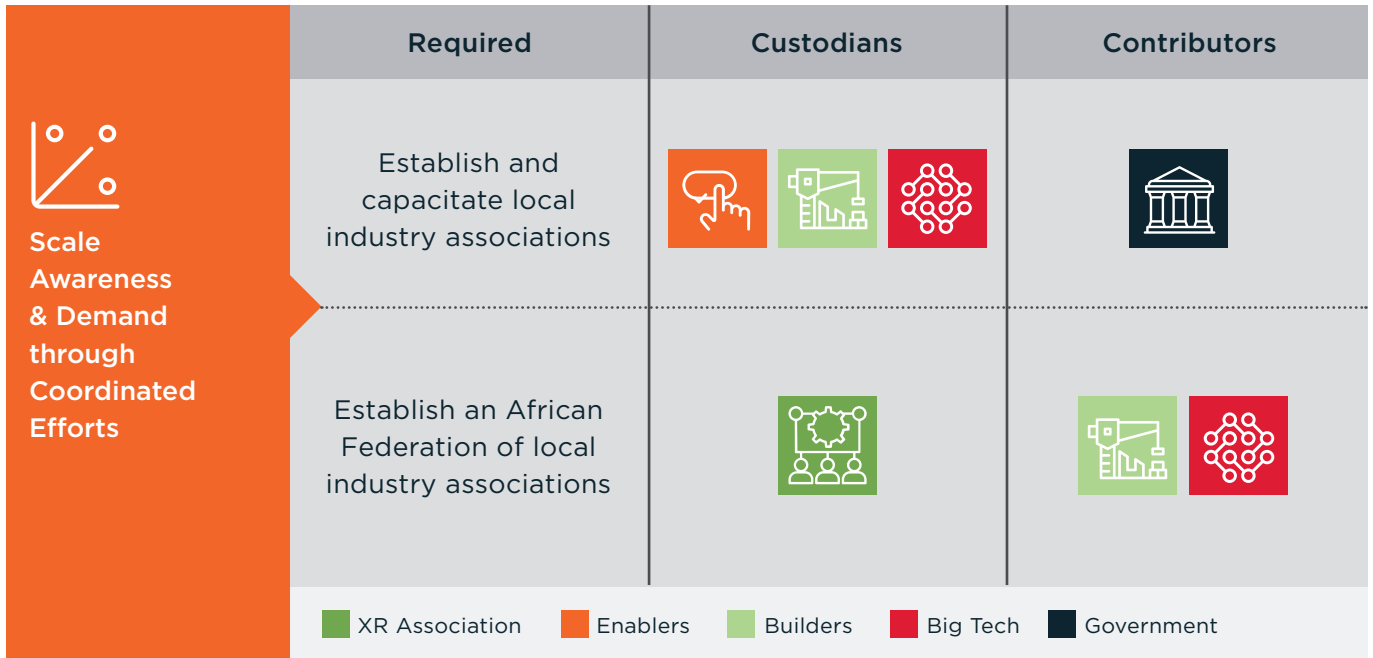 Required
Custodians
Contributors
Scale
Awareness
& Demand
through
Coordinated
Efforts
Establish and
capacitate local
industry associations
Establish an African
Federation of local
industry associations
XR Association
Enablers
Builders
Big Tech
Government